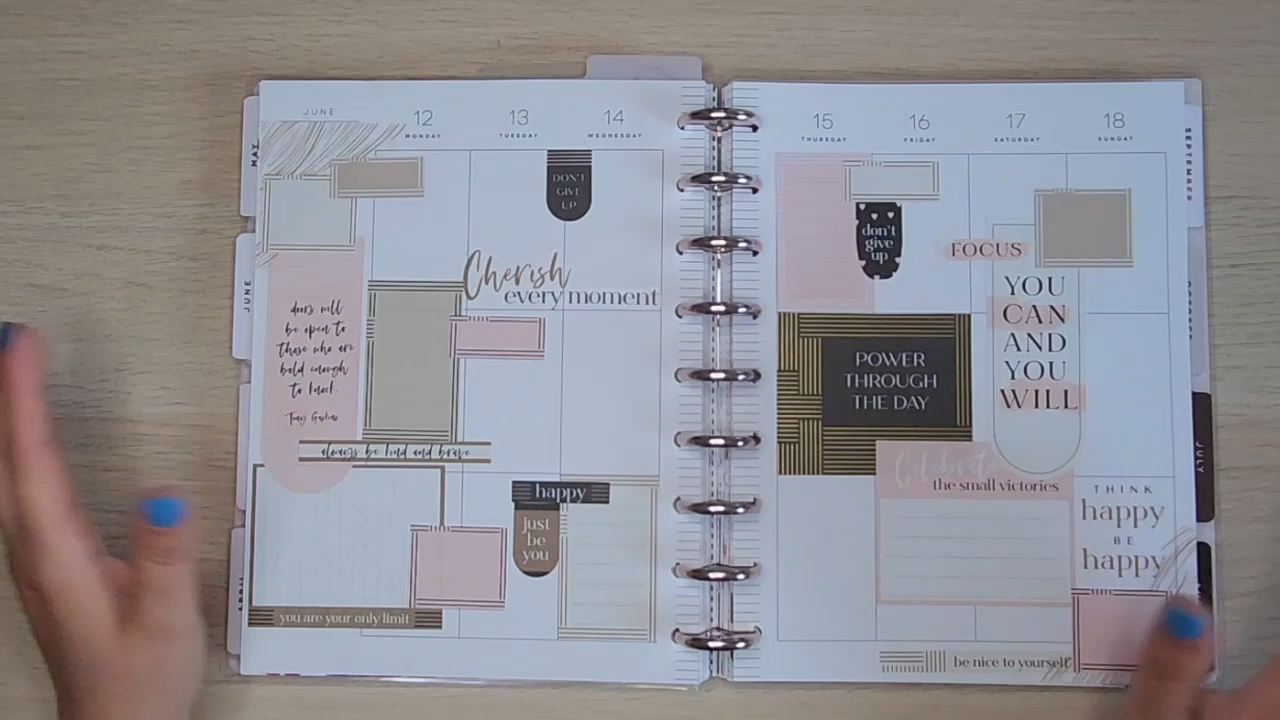 JUNE
12
MONDAY
13
TUESDAY
14
WEDNESDAY
MAY
JUNE
DON'T
GIVE
UP
Cherish
every moment
doors will
be open to
those who are
bold enough
to knock.
always be kind and brave
happy
just
be
you
you are your only limit
15
THURSDAY
16
FRIDAY
17
SATURDAY
18
SUNDAY
don't
give
up
FOCUS
YOU
CAN
AND
YOU
WILL
POWER
THROUGH
THE DAY
Celebrate
the small victories
THINK
happy
BE
happy
be nice to yourself
SEPTEMBER
JULY